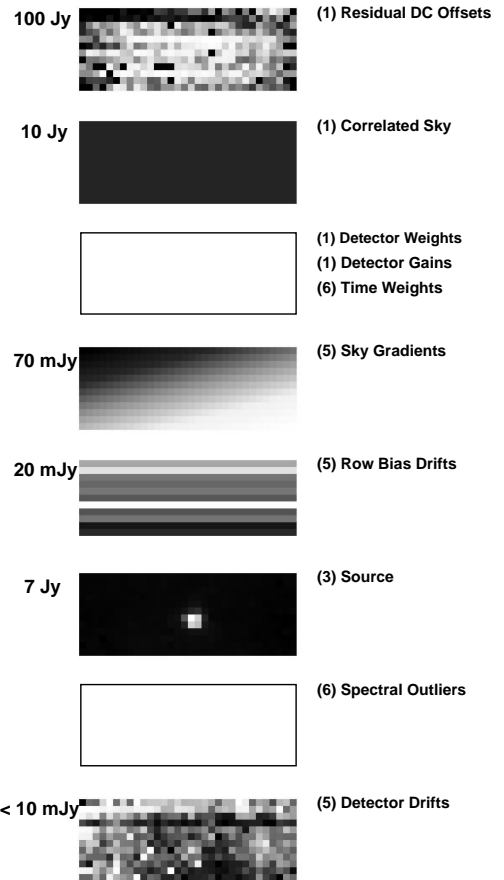 100 Jy
(1) Residual DC Offsets
10 Jy
(1) Correlated Sky
(1) Detector Weights
(1) Detector Gains
(6) Time Weights
70 mJy
(5) Sky Gradients
20 mJy
(5) Row Bias Drifts
7 Jy
(3) Source
(6) Spectral Outliers
< 10 mJy
(5) Detector Drifts